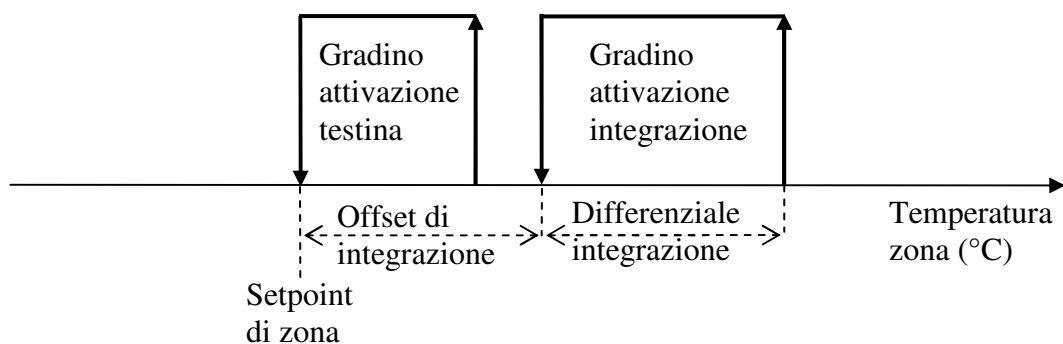 Gradino
attivazione
testina
Gradino
attivazione
integrazione
Offset di
integrazione
Differenziale
integrazione
Temperatura
zona (°C)
Setpoint
di zona